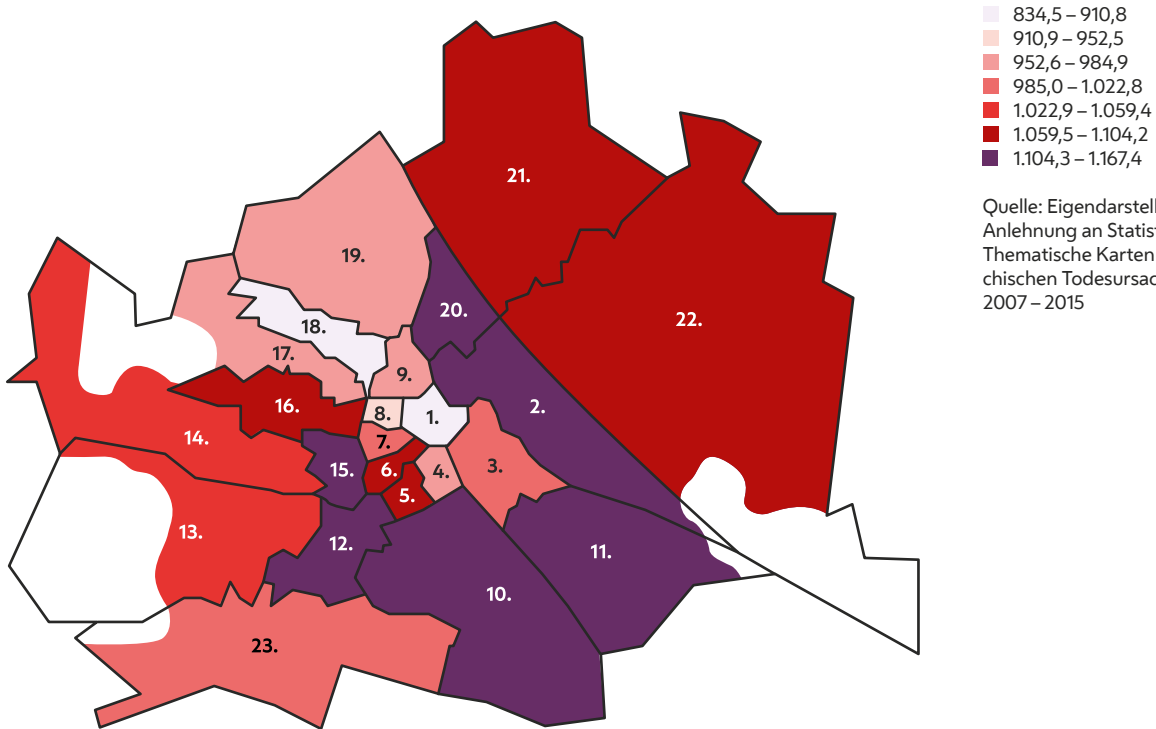 834,5 – 910,8
910,9 – 952,5
952,6 – 984,9
985,0 – 1.022,8
1.022,9 – 1.059,4
1.059,5 – 1.104,2
1.104,3 – 1.167,4
Quelle: Eigendarstell
Anlehnung an Statist
Thematische Karten
chischen Todesursac
2007 – 2015
21.
19.
20.
22.
18.
17.
9.
16.
8.
1.
2.
14.
7.
15.
6.
4.
3.
5.
13.
12.
11.
10.
23.